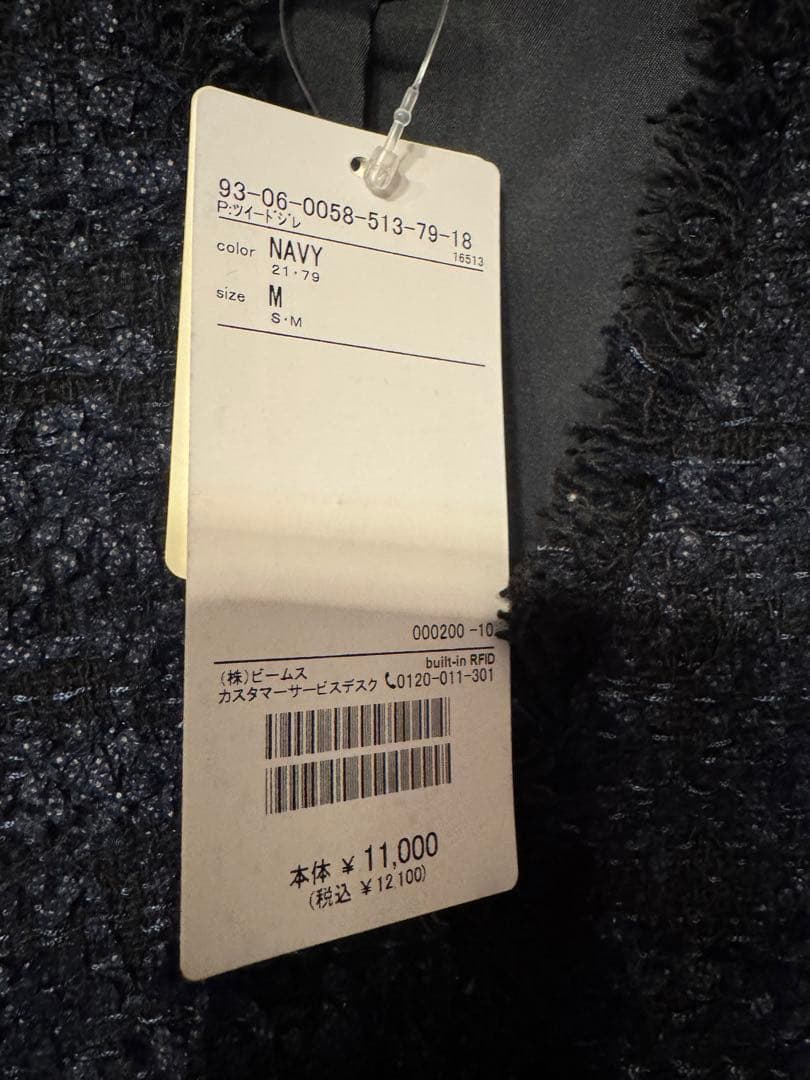 93-06-0058-513-79-18
P:ツイードジレ
16513
color NAVY
21・79
size M
S・M
000200 -10
built-in RFID
(株)ビームス
カスタマーサービスデスク 0120-011-301
本体 ¥ 11,000
(税込 ¥12,100)